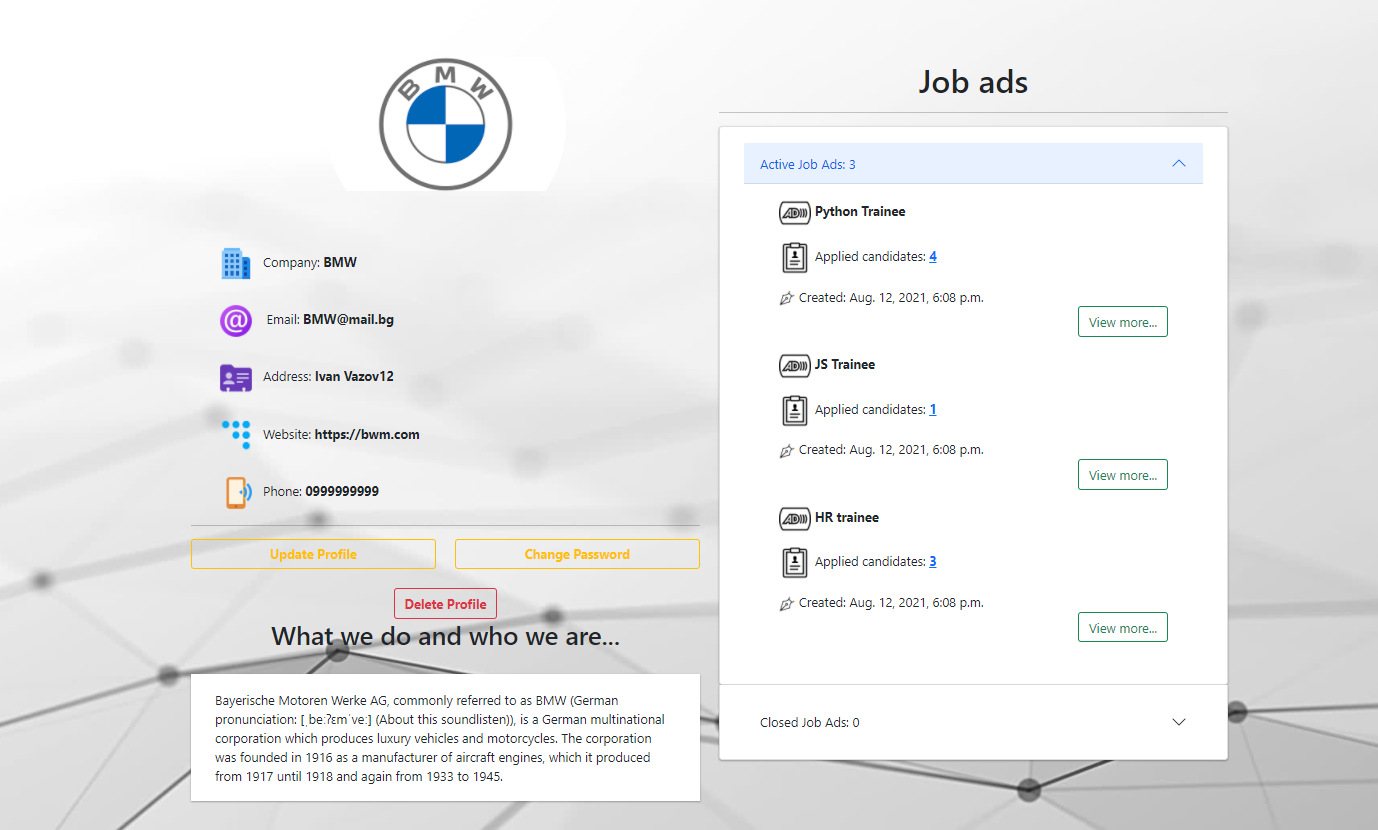 BMW
Company: BMW
Email: BMW@mail.bg
Address: Ivan Vazov12
Website: https://bwm.com
Phone: 0999999999
Update Profile
Change Password
Delete Profile
What we do and who we are...
Bayerische Motoren Werke AG, commonly referred to as BMW (German
pronunciation: [ˌbeːʔɛmˈveː] (About this soundlisten)), is a German multinational
corporation which produces luxury vehicles and motorcycles. The corporation
was founded in 1916 as a manufacturer of aircraft engines, which it produced
from 1917 until 1918 and again from 1933 to 1945.
Job ads
Active Job Ads: 3
AD Python Trainee
Applied candidates: 4
Created: Aug. 12, 2021, 6:08 p.m.
View more...
AD JS Trainee
Applied candidates: 1
Created: Aug. 12, 2021, 6:08 p.m.
View more...
AD HR trainee
Applied candidates: 3
Created: Aug. 12, 2021, 6:08 p.m.
View more...
Closed Job Ads: 0